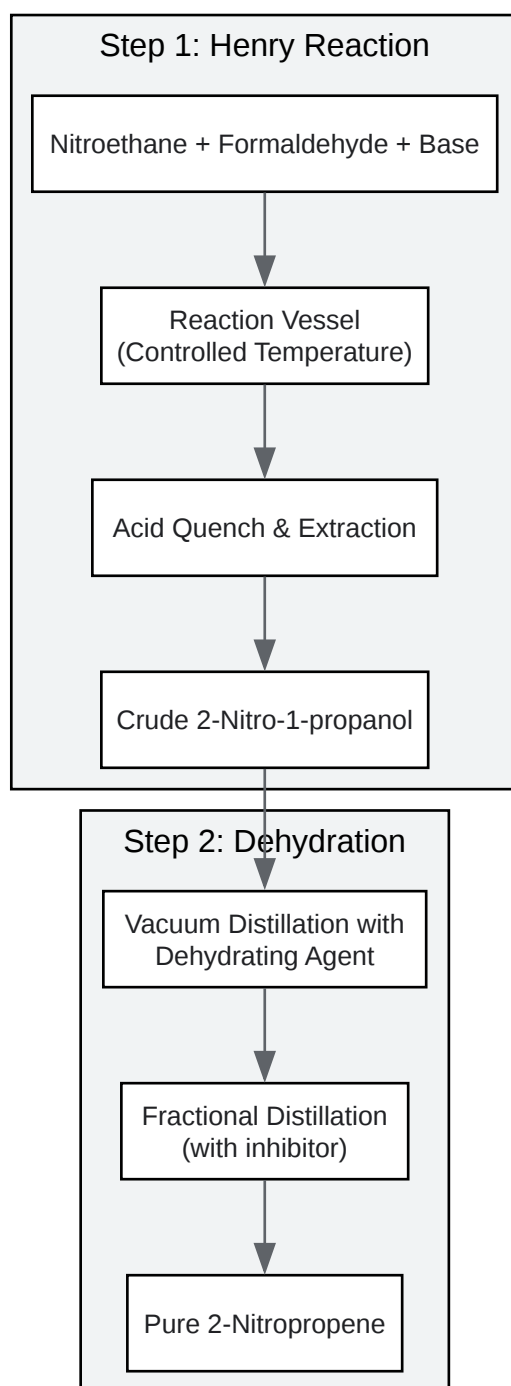 Step 1: Henry Reaction
Nitroethane + Formaldehyde + Base
Reaction Vessel
(Controlled Temperature)
Acid Quench & Extraction
Crude 2-Nitro-1-propanol
Step 2: Dehydration
Vacuum Distillation with
Dehydrating Agent
Fractional Distillation
(with inhibitor)
Pure 2-Nitropropene